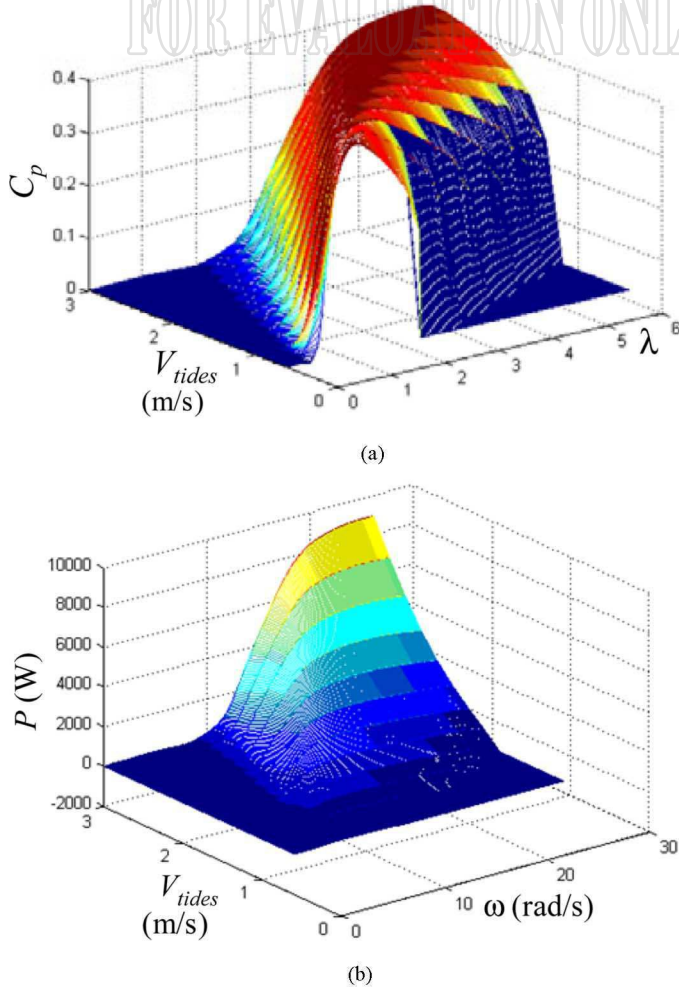 FOR EVALUATION ONL
0.4
0.3
0.2
0.1
0
C_p
3
2
1
0
V_tides
(m/s)
0
1
2
3
4
5
6
λ
(a)
10000
8000
6000
4000
2000
0
-2000
P (W)
3
2
1
0
V_tides
(m/s)
0
10
20
30
ω (rad/s)
(b)